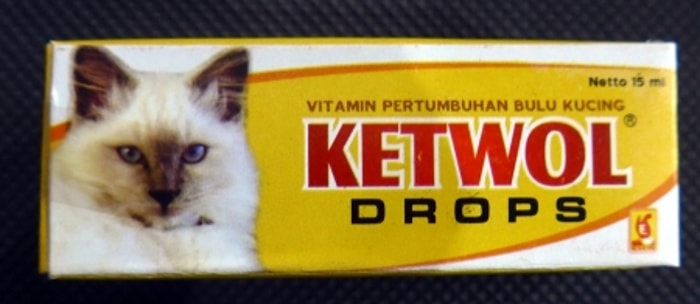 Netto 15 ml
VITAMIN PERTUMBUHAN BULU KUCING
KETWOL®
DROPS